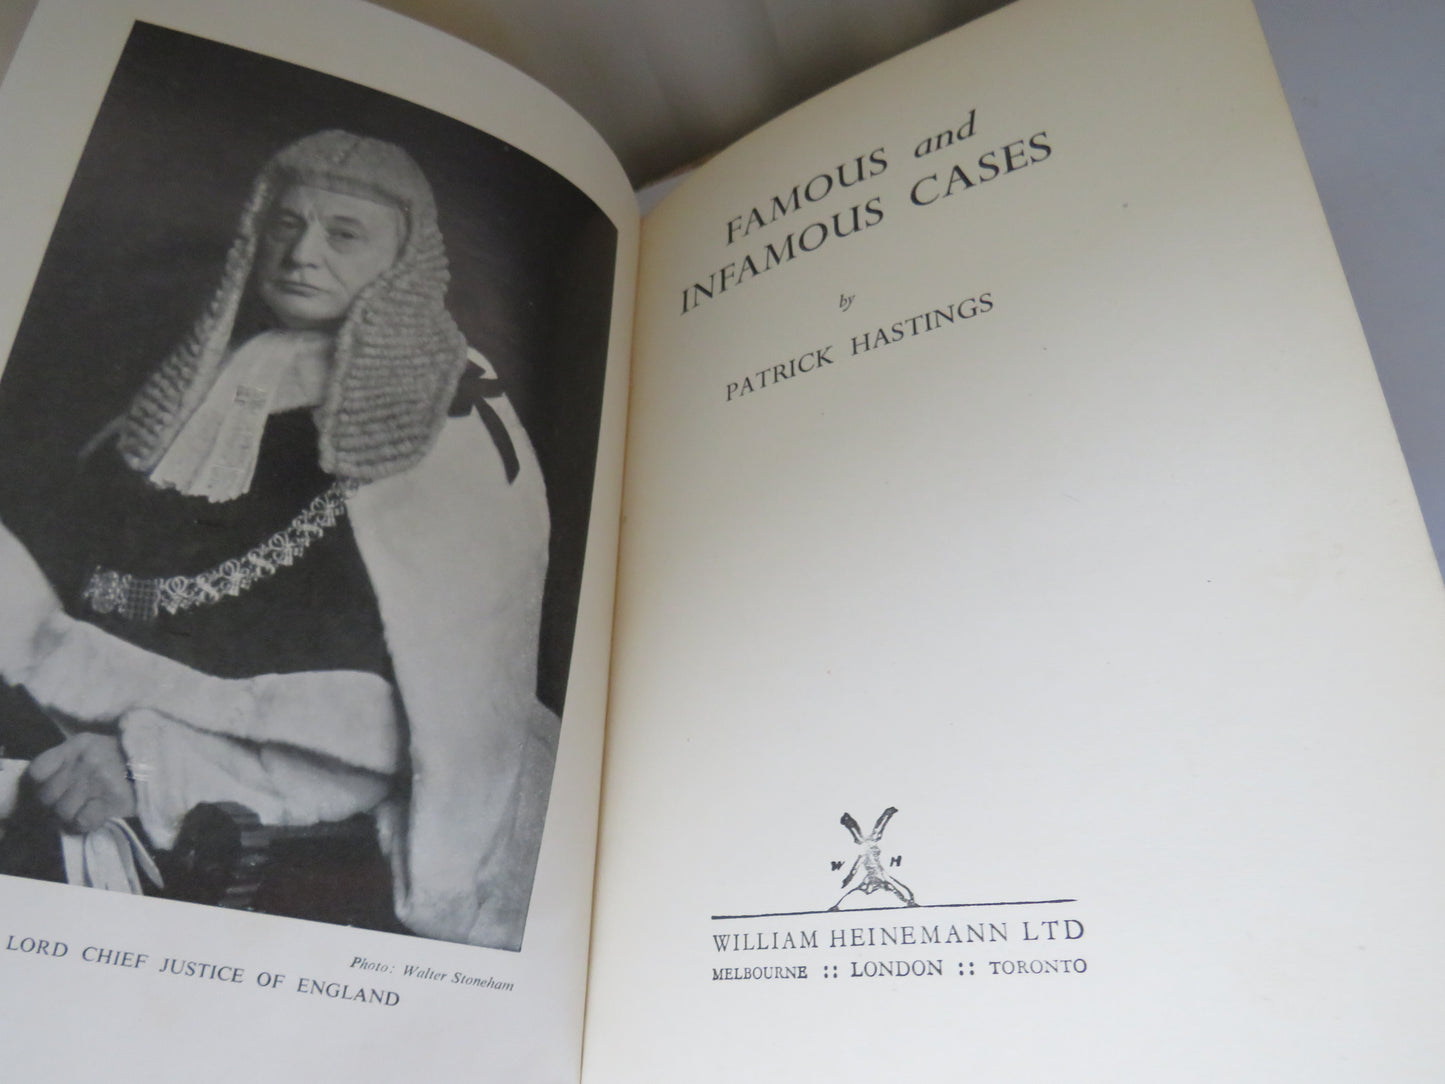 Photo: Walter Stoneham
LORD CHIEF JUSTICE OF ENGLAND
FAMOUS and
INFAMOUS CASES
by
PATRICK HASTINGS
W H
WILLIAM HEINEMANN LTD
MELBOURNE :: LONDON :: TORONTO